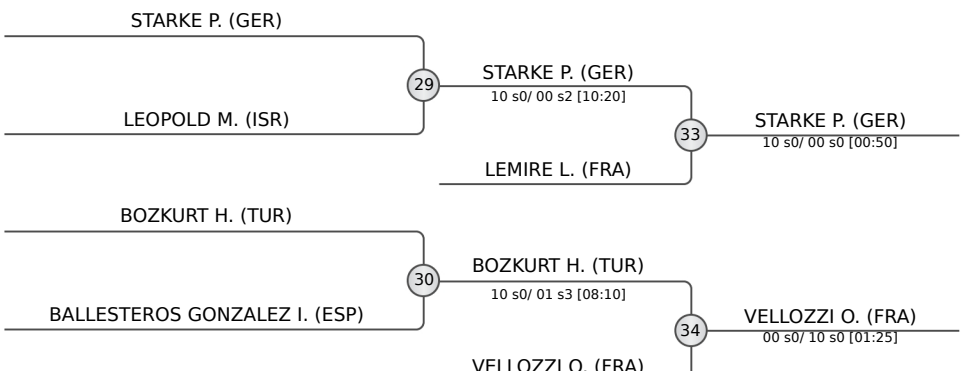 STARKE P. (GER)
29
LEOPOLD M. (ISR)
STARKE P. (GER)
10 s0/ 00 s2 [10:20]
33
LEMIRE L. (FRA)
STARKE P. (GER)
10 s0/ 00 s0 [00:50]
BOZKURT H. (TUR)
30
BALLESTEROS GONZALEZ I. (ESP)
BOZKURT H. (TUR)
10 s0/ 01 s3 [08:10]
34
VELLOZZI O. (FRA)
VELLOZZI O. (FRA)
00 s0/ 10 s0 [01:25]